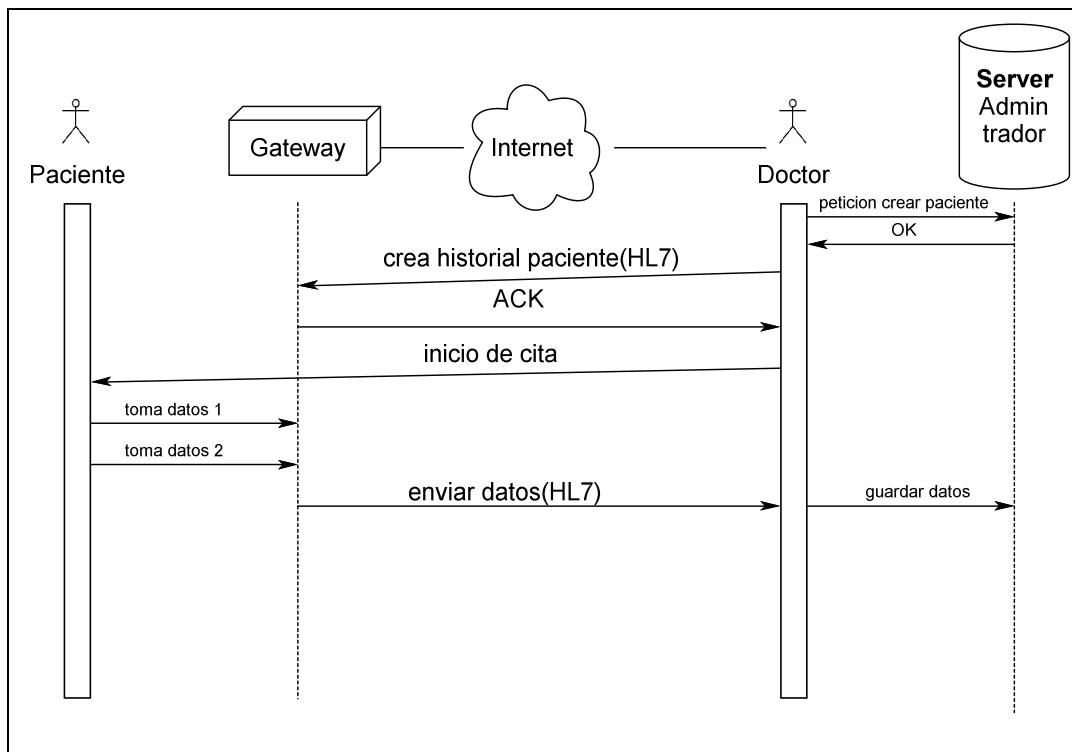 Server
Admin
trador
Gateway
Internet
Paciente
Doctor
peticion crear paciente
OK
crea historial paciente(HL7)
ACK
inicio de cita
toma datos 1
toma datos 2
enviar datos(HL7)
guardar datos